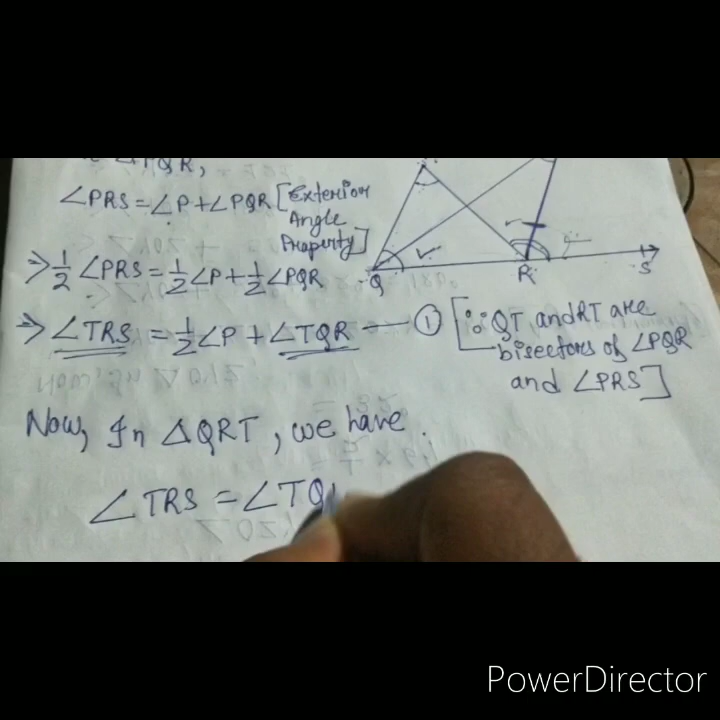 ∠PRS = ∠P + ∠PQR [Exterior Angle Property]
⇒ 1/2 ∠PRS = 1/2 ∠P + 1/2 ∠PQR
⇒ ∠TRS = 1/2 ∠P + ∠TQR — ① [∵ QT and RT are bisectors of ∠PQR and ∠PRS]
Q R S
Now, In △QRT, we have.
∠TRS = ∠TQ
PowerDirector